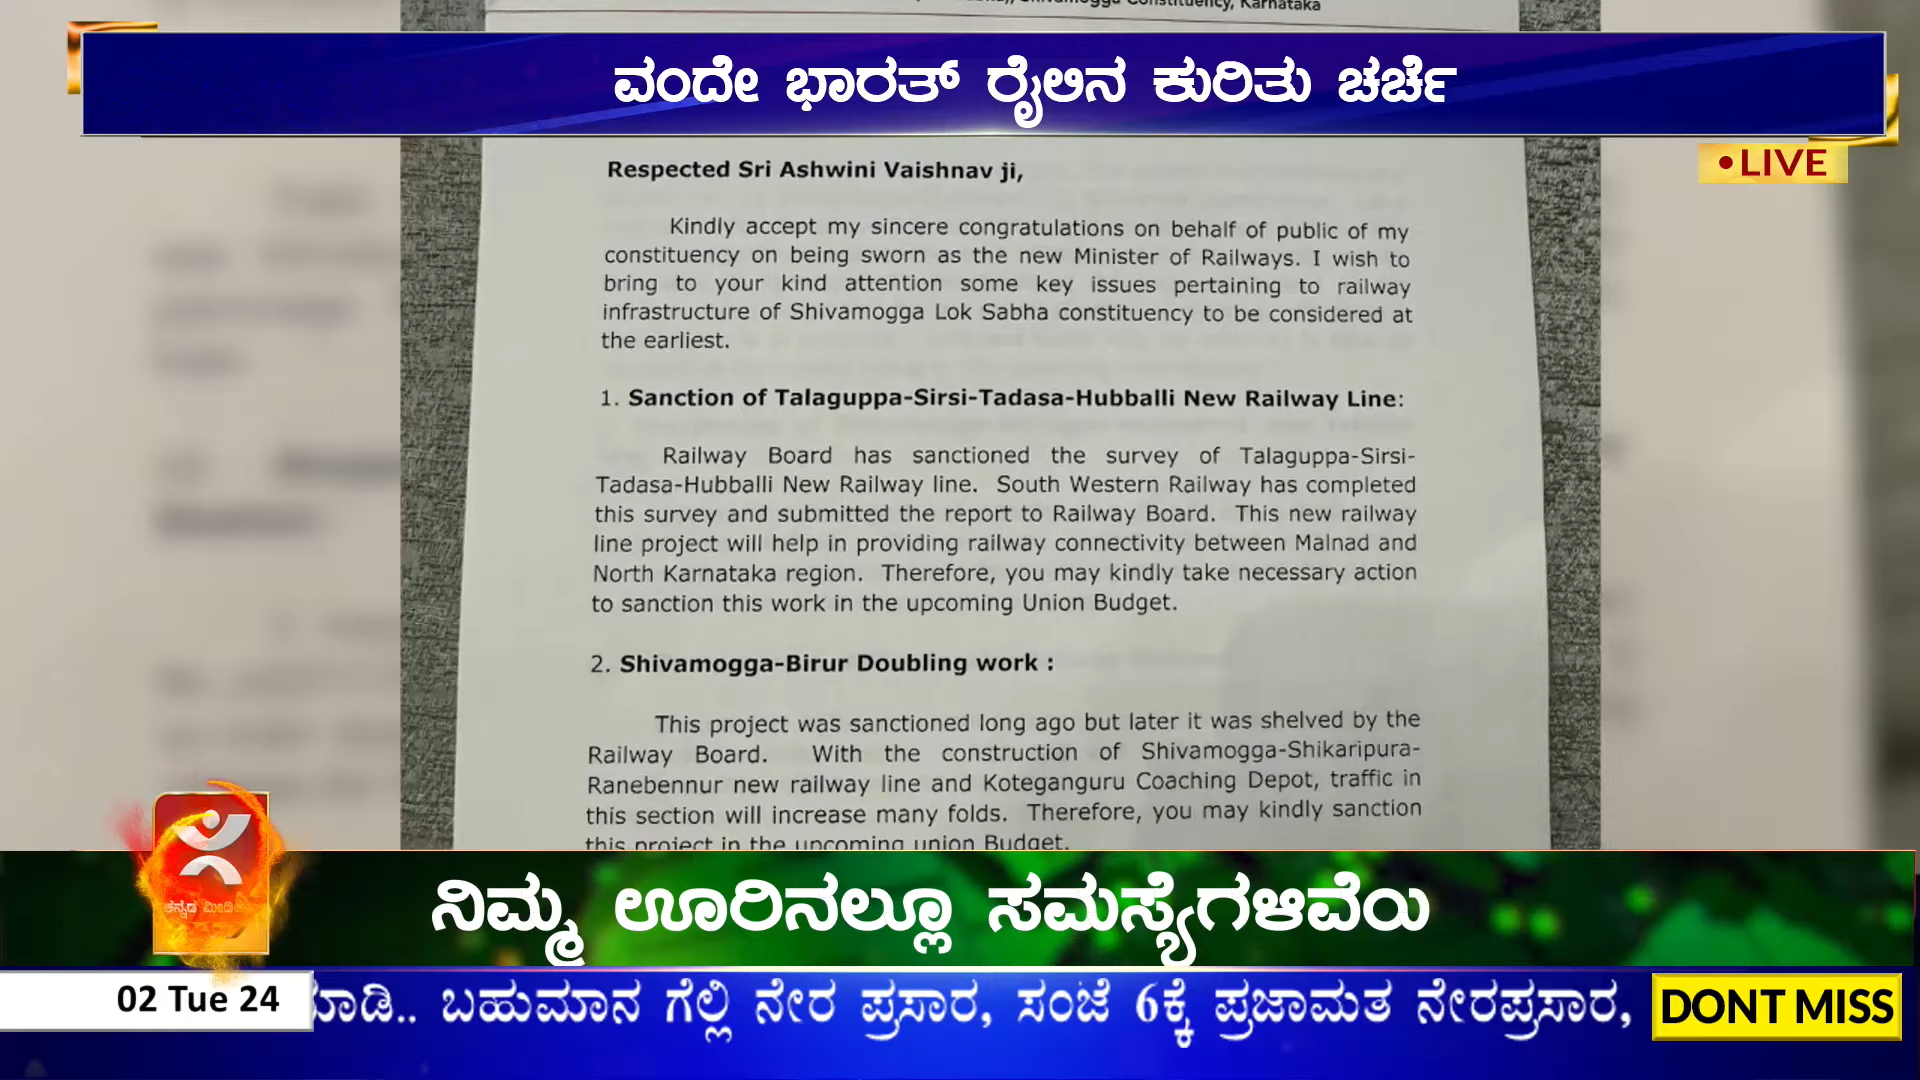 Constituency, Karnataka
ವಂದೇ ಭಾರತ್ ರೈಲಿನ ಕುರಿತು ಚರ್ಚೆ
•LIVE
Respected Sri Ashwini Vaishnav ji,
Kindly accept my sincere congratulations on behalf of public of my
constituency on being sworn as the new Minister of Railways. I wish to
bring to your kind attention some key issues pertaining to railway
infrastructure of Shivamogga Lok Sabha constituency to be considered at
the earliest.
1. Sanction of Talaguppa-Sirsi-Tadasa-Hubballi New Railway Line:
Railway Board has sanctioned the survey of Talaguppa-Sirsi-
Tadasa-Hubballi New Railway line. South Western Railway has completed
this survey and submitted the report to Railway Board. This new railway
line project will help in providing railway connectivity between Malnad and
North Karnataka region. Therefore, you may kindly take necessary action
to sanction this work in the upcoming Union Budget.
2. Shivamogga-Birur Doubling work :
This project was sanctioned long ago but later it was shelved by the
Railway Board. With the construction of Shivamogga-Shikaripura-
Ranebennur new railway line and Koteganguru Coaching Depot, traffic in
this section will increase many folds. Therefore, you may kindly sanction
this project in the upcoming union Budget.
ಕನ್ನಡ ಮೀಡಿಯ
ನಿಮ್ಮ ಊರಿನಲ್ಲೂ ಸಮಸ್ಯೆಗಳಿವೆಯ
02 Tue 24 ಮಾಡಿ.. ಬಹುಮಾನ ಗೆಲ್ಲಿ ನೇರ ಪ್ರಸಾರ, ಸಂಜೆ 6ಕ್ಕೆ ಪ್ರಜಾಮತ ನೇರಪ್ರಸಾರ, DONT MISS